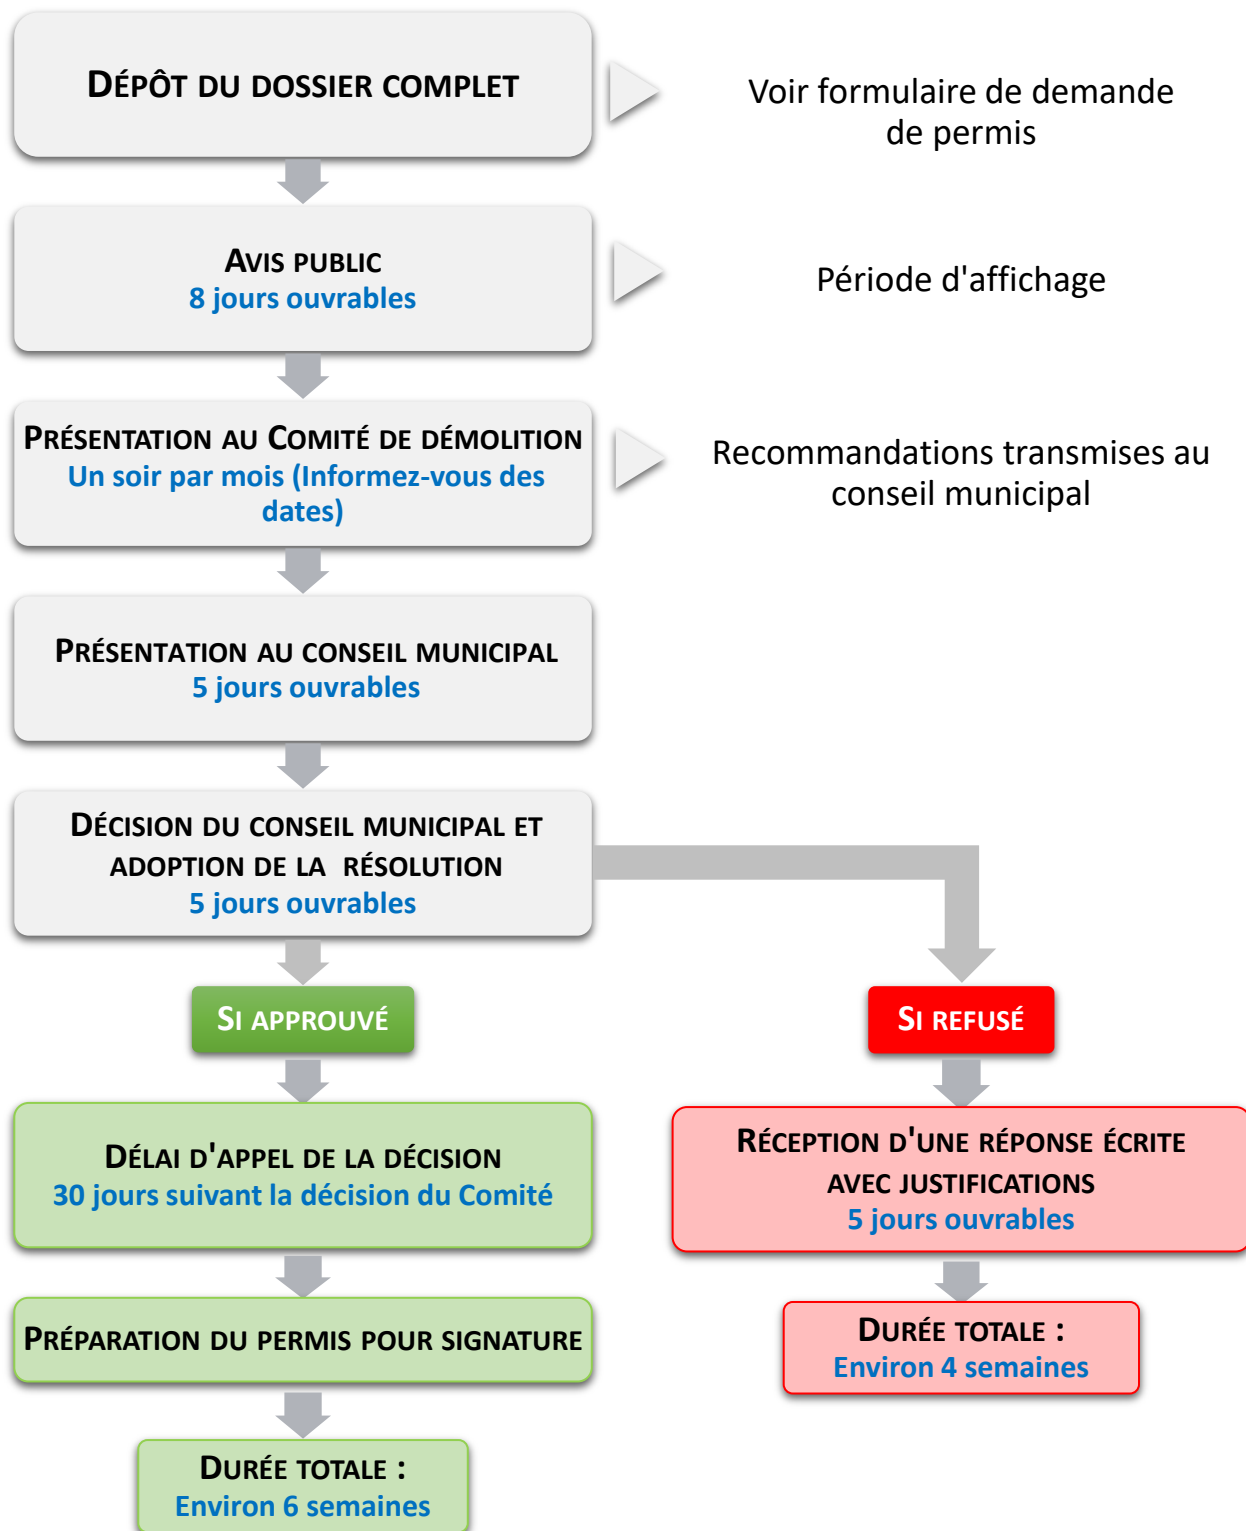 DÉPÔT DU DOSSIER COMPLET
Voir formulaire de demande
de permis
AVIS PUBLIC
8 jours ouvrables
Période d'affichage
PRÉSENTATION AU COMITÉ DE DÉMOLITION
Un soir par mois (Informez-vous des
dates)
Recommandations transmises au
conseil municipal
PRÉSENTATION AU CONSEIL MUNICIPAL
5 jours ouvrables
DÉCISION DU CONSEIL MUNICIPAL ET
ADOPTION DE LA RÉSOLUTION
5 jours ouvrables
SI APPROUVÉ
SI REFUSÉ
DÉLAI D'APPEL DE LA DÉCISION
30 jours suivant la décision du Comité
RÉCEPTION D'UNE RÉPONSE ÉCRITE
AVEC JUSTIFICATIONS
5 jours ouvrables
PRÉPARATION DU PERMIS POUR SIGNATURE
DURÉE TOTALE :
Environ 4 semaines
DURÉE TOTALE :
Environ 6 semaines